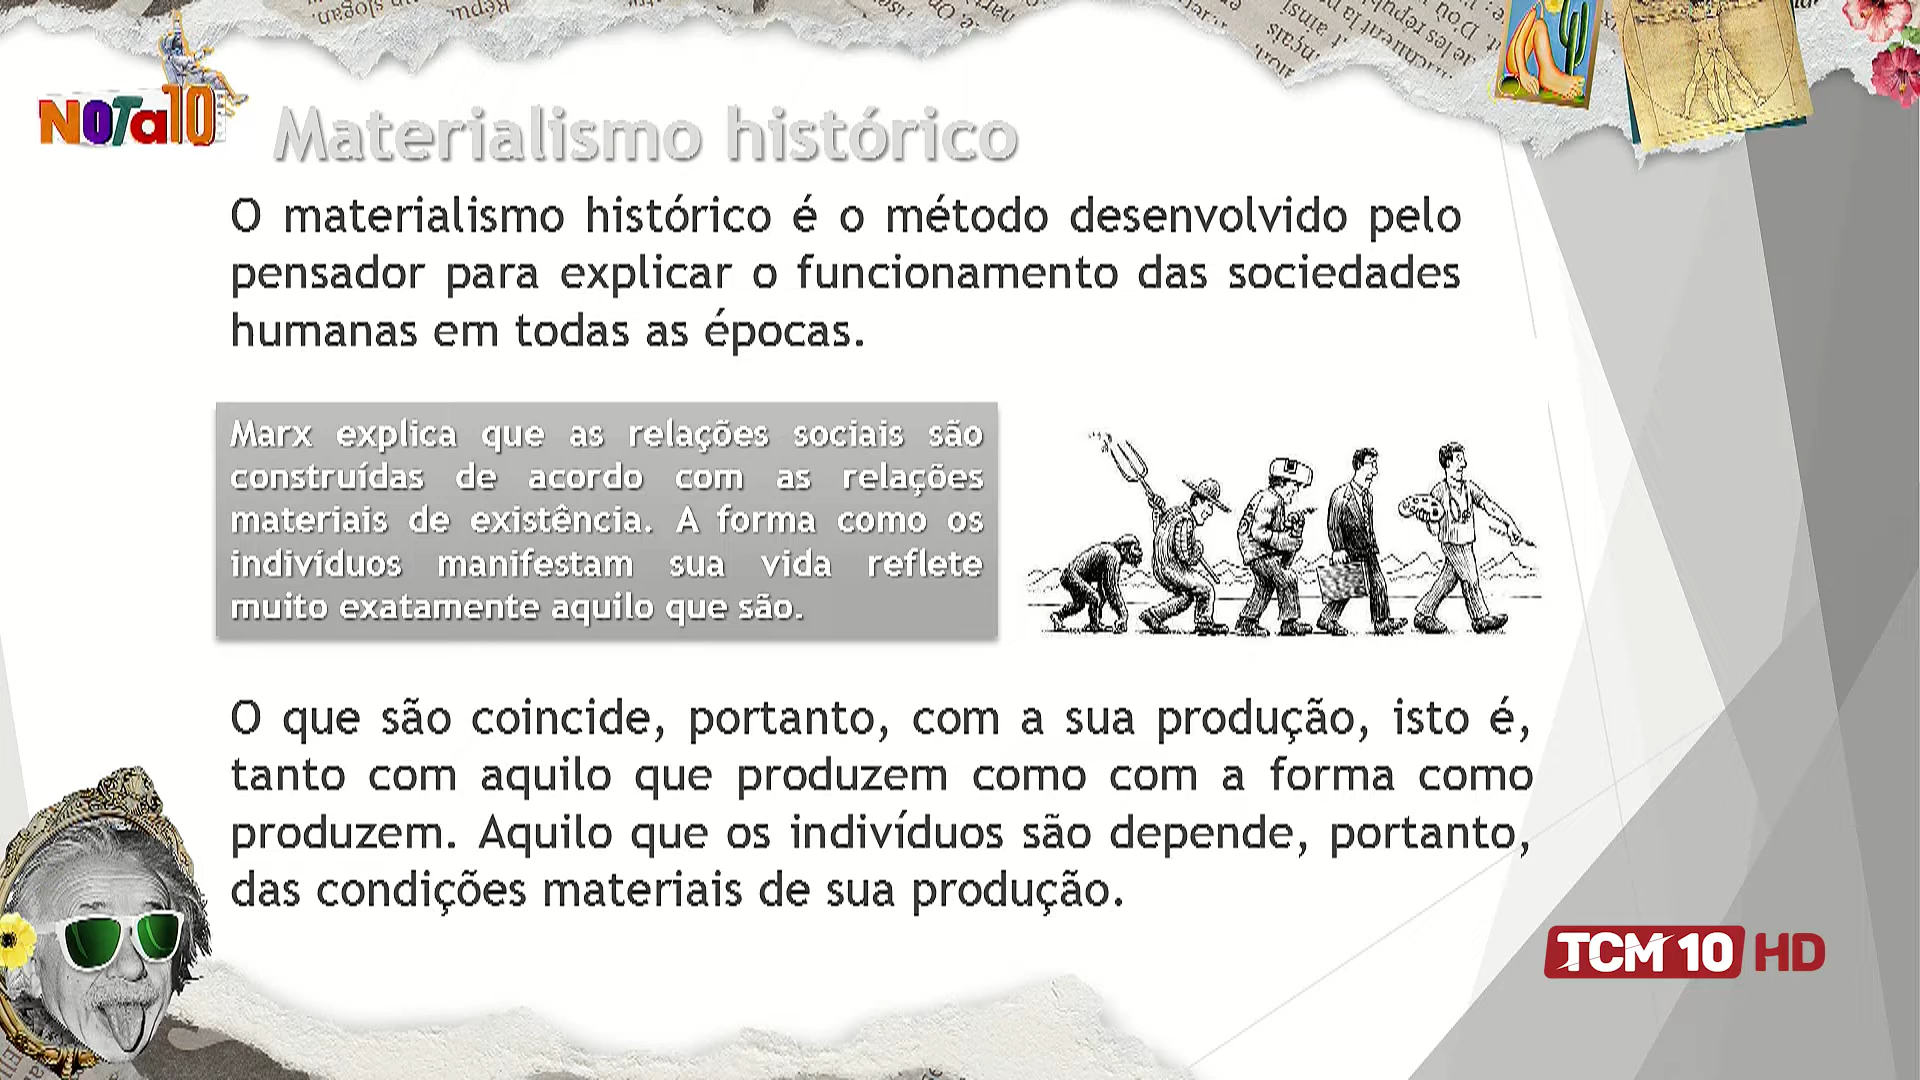 NOTa10
Materialismo histórico
O materialismo histórico é o método desenvolvido pelo
pensador para explicar o funcionamento das sociedades
humanas em todas as épocas.
Marx explica que as relações sociais são
construídas de acordo com as relações
materiais de existência. A forma como os
indivíduos manifestam sua vida reflete
muito exatamente aquilo que são.
O que são coincide, portanto, com a sua produção, isto é,
tanto com aquilo que produzem como com a forma como
produzem. Aquilo que os indivíduos são depende, portanto,
das condições materiais de sua produção.
TCM 10 HD